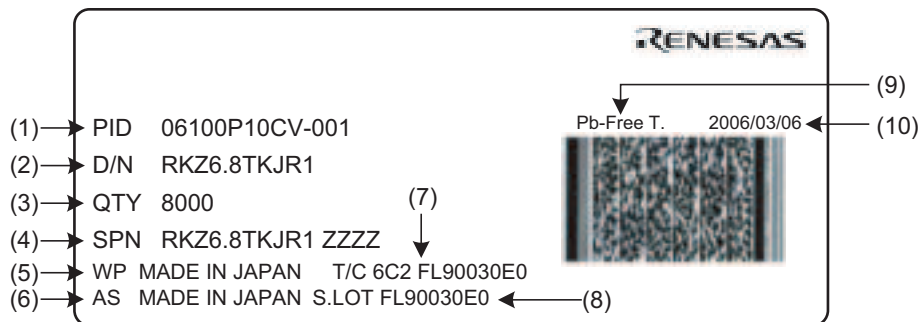 RENESAS
(9)
(1) PID 06100P10CV-001 Pb-Free T. 2006/03/06 (10)
(2) D/N RKZ6.8TKJR1
(3) QTY 8000 (7)
(4) SPN RKZ6.8TKJR1 ZZZZ
(5) WP MADE IN JAPAN T/C 6C2 FL90030E0
(6) AS MADE IN JAPAN S.LOT FL90030E0 (8)